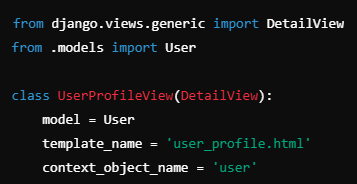 from django.views.generic import DetailView
from .models import User

class UserProfileView(DetailView):
    model = User
    template_name = 'user_profile.html'
    context_object_name = 'user'